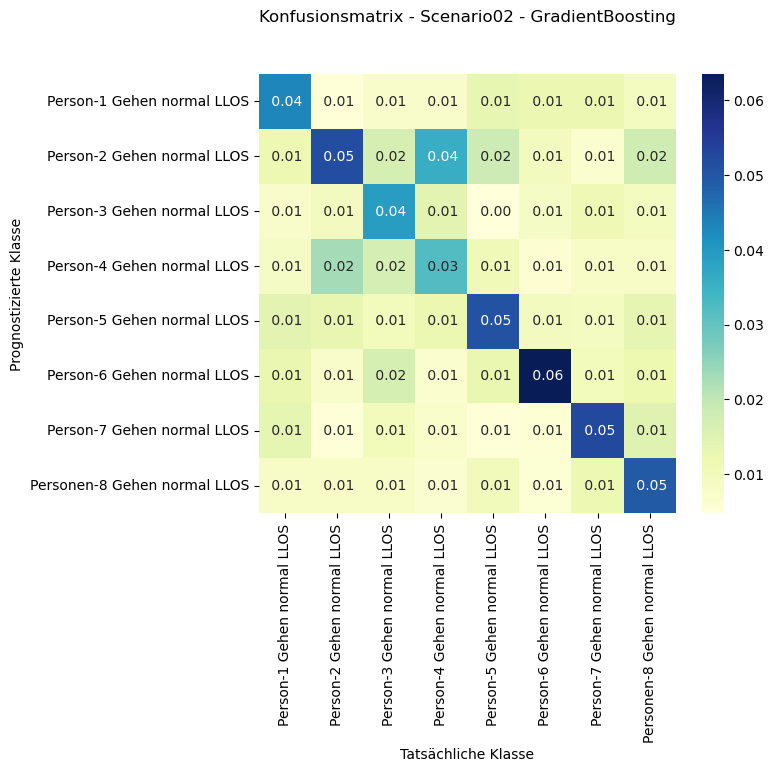 Konfusionsmatrix - Scenario02 - GradientBoosting
Prognostizierte Klasse
Person-1 Gehen normal LLOS 0.04 0.01 0.01 0.01 0.01 0.01 0.01 0.01
Person-2 Gehen normal LLOS 0.01 0.05 0.02 0.04 0.02 0.01 0.01 0.02
Person-3 Gehen normal LLOS 0.01 0.01 0.04 0.01 0.00 0.01 0.01 0.01
Person-4 Gehen normal LLOS 0.01 0.02 0.02 0.03 0.01 0.01 0.01 0.01
Person-5 Gehen normal LLOS 0.01 0.01 0.01 0.01 0.05 0.01 0.01 0.01
Person-6 Gehen normal LLOS 0.01 0.01 0.02 0.01 0.01 0.06 0.01 0.01
Person-7 Gehen normal LLOS 0.01 0.01 0.01 0.01 0.01 0.01 0.05 0.01
Personen-8 Gehen normal LLOS 0.01 0.01 0.01 0.01 0.01 0.01 0.01 0.05
0.06
0.05
0.04
0.03
0.02
0.01
Person-1 Gehen normal LLOS
Person-2 Gehen normal LLOS
Person-3 Gehen normal LLOS
Person-4 Gehen normal LLOS
Person-5 Gehen normal LLOS
Person-6 Gehen normal LLOS
Person-7 Gehen normal LLOS
Personen-8 Gehen normal LLOS
Tatsächliche Klasse